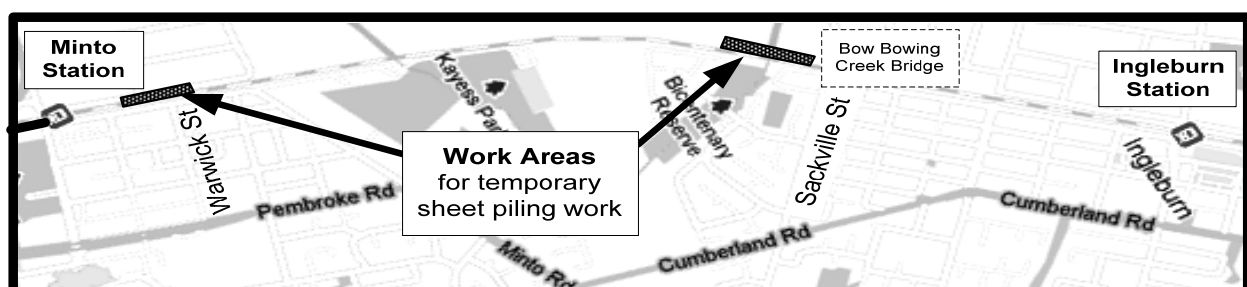 Minto
Station
Bow Bowing
Creek Bridge
Ingleburn
Station
Kayess Park
Bicentenary
Reserve
Warwick St
Work Areas
for temporary
sheet piling work
Sackville St
Ingleburn
Pembroke Rd
Minto Rd
Cumberland Rd
Cumberland Rd